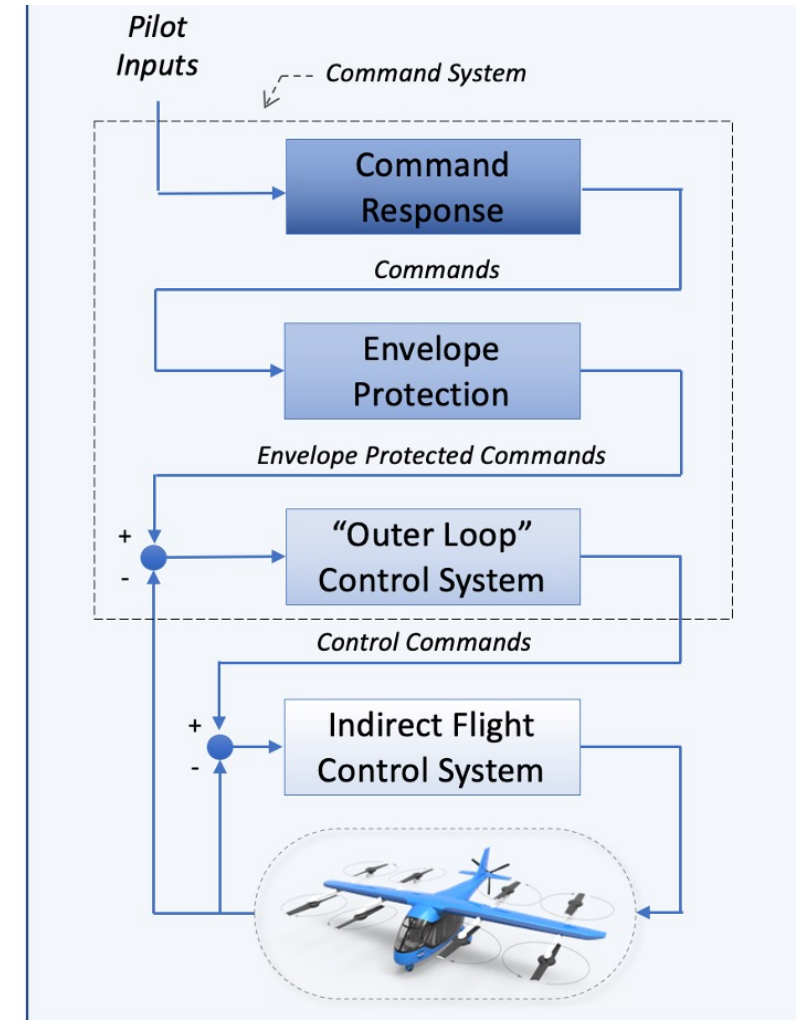 Pilot
Inputs
Command System
Command
Response
Commands
Envelope
Protection
Envelope Protected Commands
+
-
“Outer Loop”
Control System
Control Commands
+
-
Indirect Flight
Control System